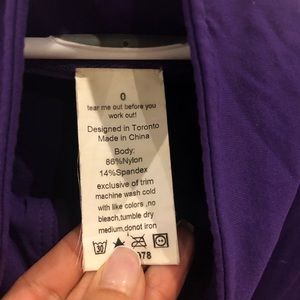 0
tear me out before you
work out!
Designed in Toronto
Made in China
Body:
86%Nylon
14%Spandex
exclusive of trim
machine wash cold
with like colors ,no
bleach,tumble dry
medium,donot iron
078